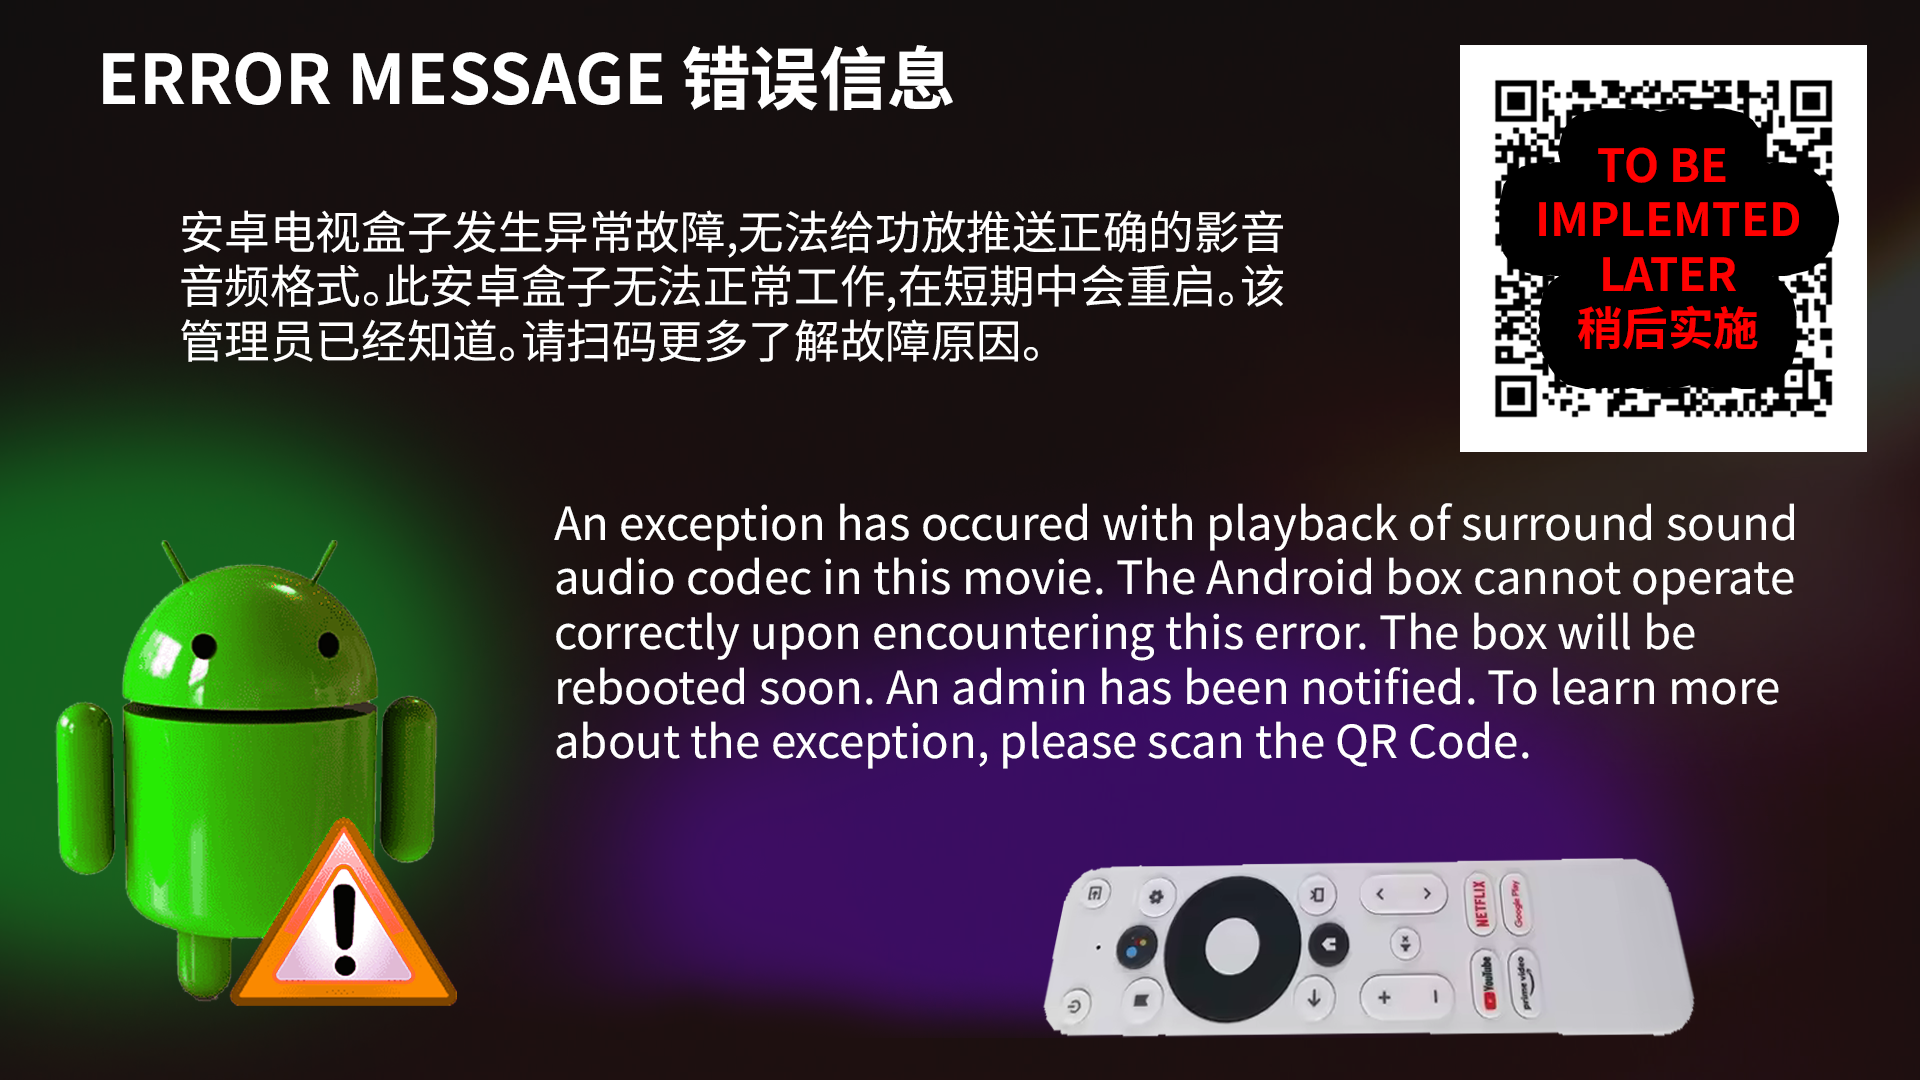 ERROR MESSAGE 错误信息
TO BE
IMPLEMTED
LATER
稍后实施
安卓电视盒子发生异常故障,无法给功放推送正确的影音
音频格式。此安卓盒子无法正常工作,在短期中会重启。该
管理员已经知道。请扫码更多了解故障原因。
An exception has occured with playback of surround sound
audio codec in this movie. The Android box cannot operate
correctly upon encountering this error. The box will be
rebooted soon. An admin has been notified. To learn more
about the exception, please scan the QR Code.
NETFLIX
Google Play
YouTube
prime video